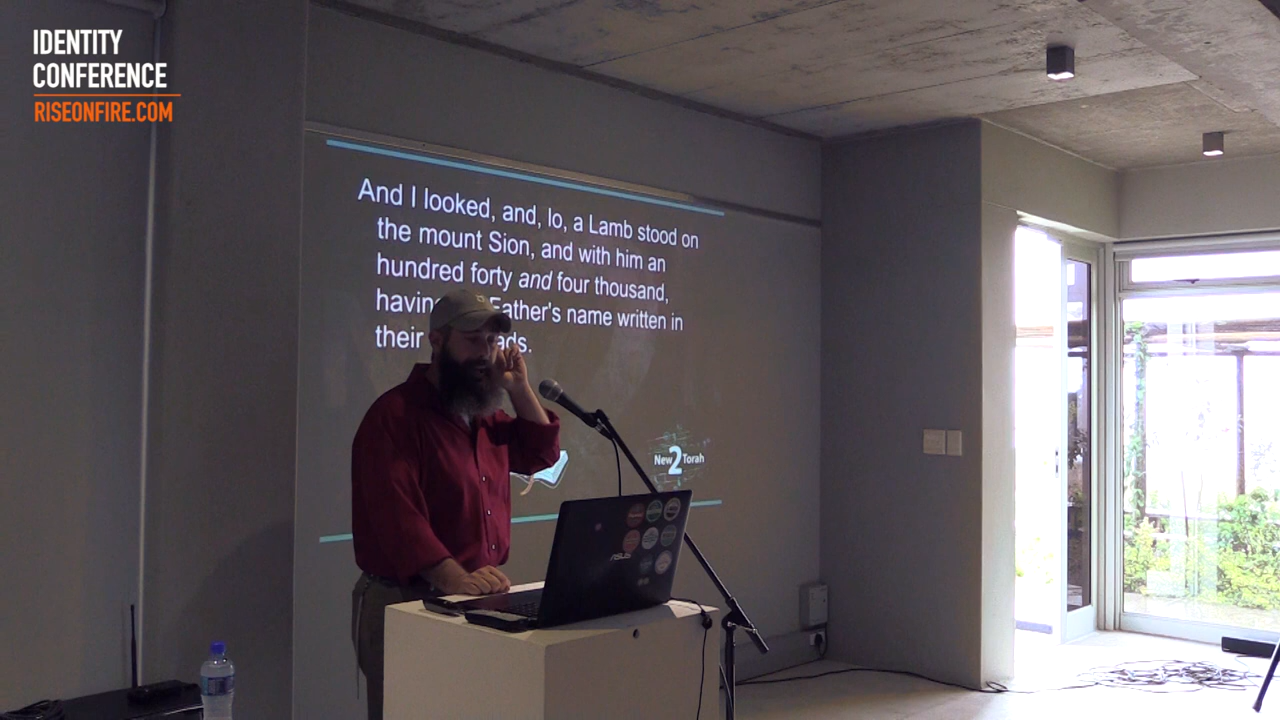 IDENTITY
CONFERENCE
RISEONFIRE.COM
And I looked, and, lo, a Lamb stood on
the mount Sion, and with him an
hundred forty and four thousand,
having Father's name written in
their
New2Torah
ASUS